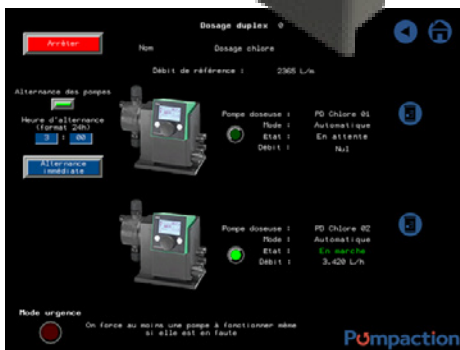 Dosage duplex 0
Arrêter
Nom Dosage chlore
Débit de référence : 2365 L/m
Alternance des pompes
Heure d'alternance
(format 24h)
3 : 00
Alternance
immédiate
Pompe doseuse : PD Chlore 01
Mode : Automatique
Etat : En attente
Débit : Nul
Pompe doseuse : PD Chlore 02
Mode : Automatique
Etat : En marche
Débit : 3.420 L/h
Mode urgence
On force au moins une pompe à fonctionner même
si elle est en faute
Pumpaction